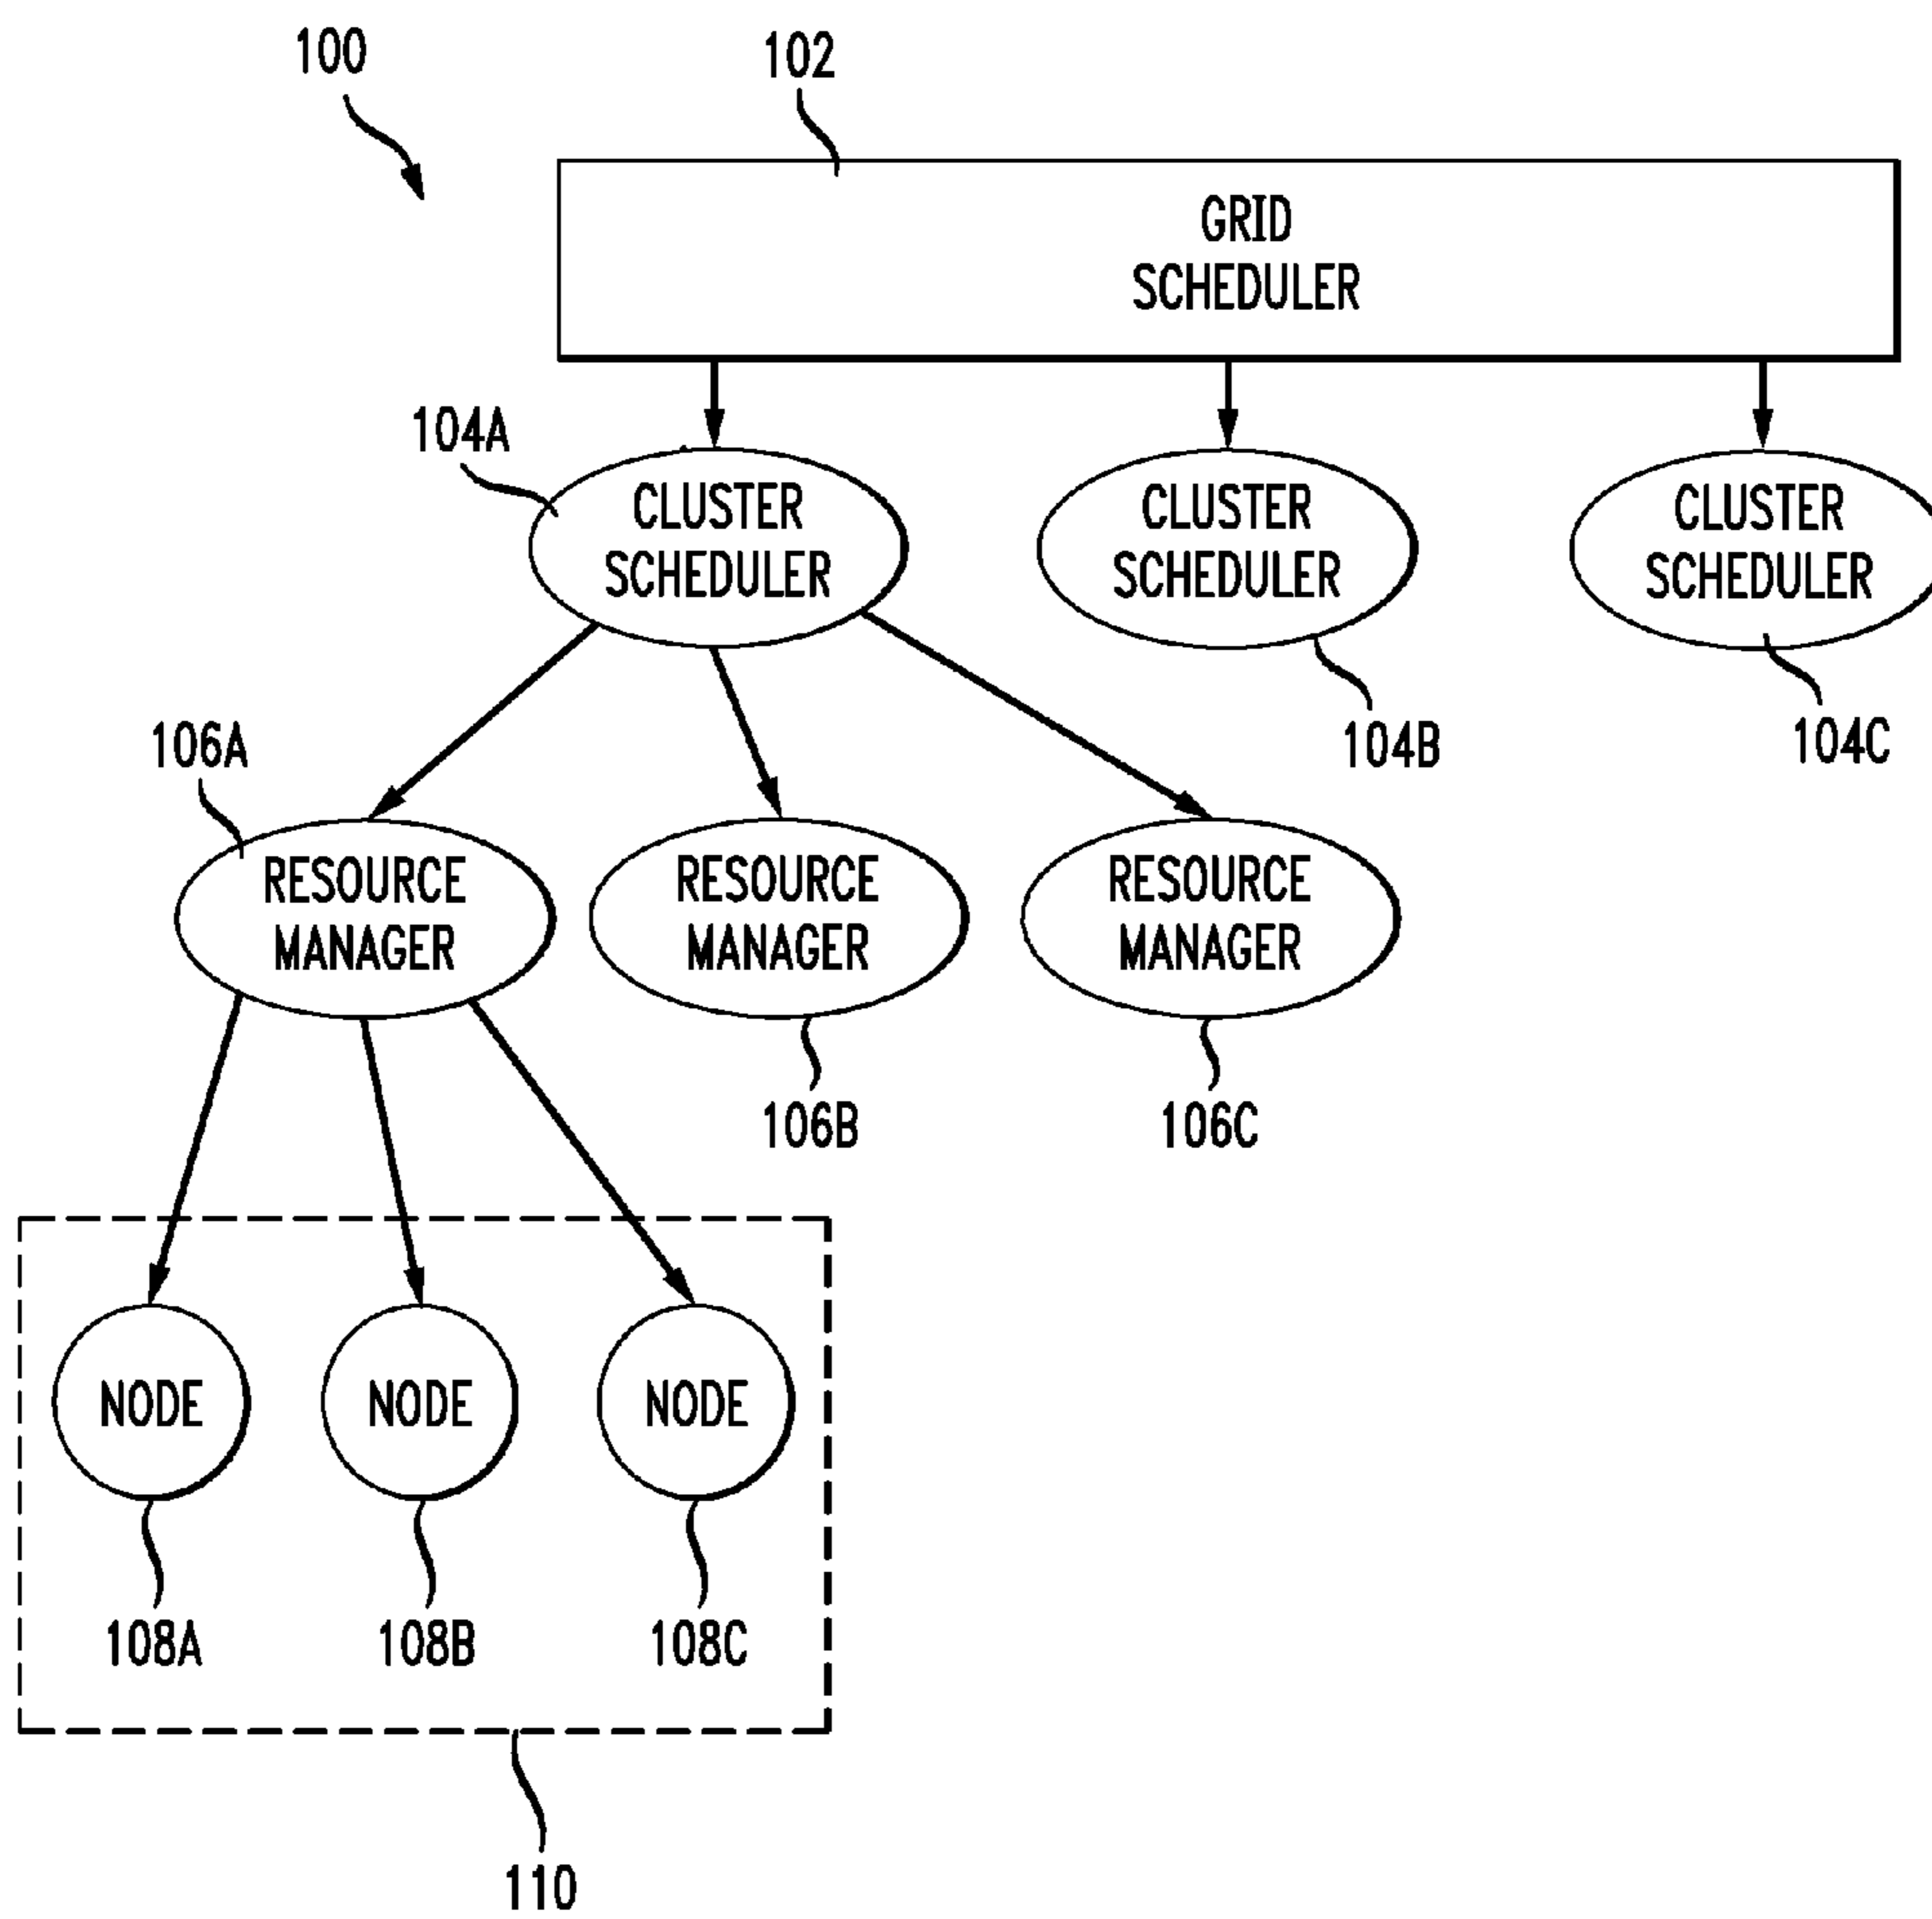 100
102
GRID
SCHEDULER
104A
CLUSTER
SCHEDULER
CLUSTER
SCHEDULER
CLUSTER
SCHEDULER
104B
104C
106A
RESOURCE
MANAGER
RESOURCE
MANAGER
RESOURCE
MANAGER
106B
106C
NODE
NODE
NODE
108A
108B
108C
110